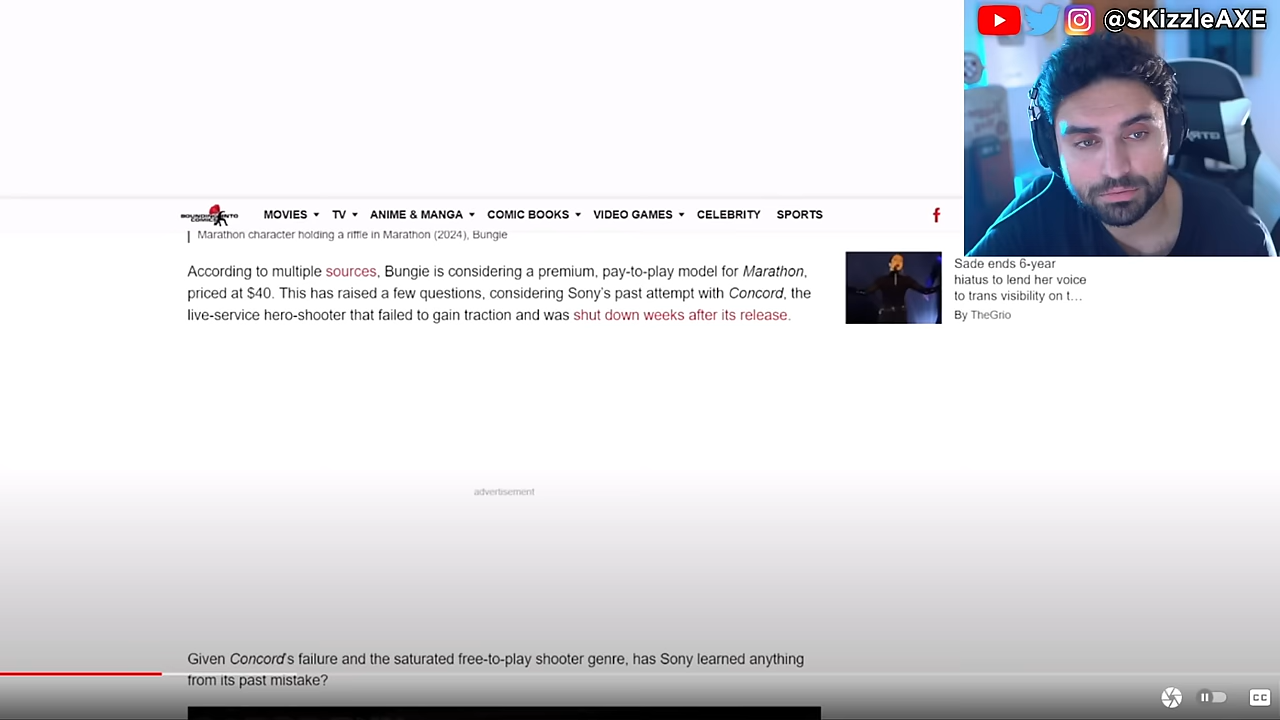 @SKizzleAXE
BOUNDING INTO
COMICS
MOVIES TV ANIME & MANGA COMIC BOOKS VIDEO GAMES CELEBRITY SPORTS
Marathon character holding a riffle in Marathon (2024), Bungie
According to multiple sources, Bungie is considering a premium, pay-to-play model for Marathon,
priced at $40. This has raised a few questions, considering Sony's past attempt with Concord, the
live-service hero-shooter that failed to gain traction and was shut down weeks after its release.
Sade ends 6-year
hiatus to lend her voice
to trans visibility on t…
By TheGrio
advertisement
Given Concord's failure and the saturated free-to-play shooter genre, has Sony learned anything
from its past mistake?
CC